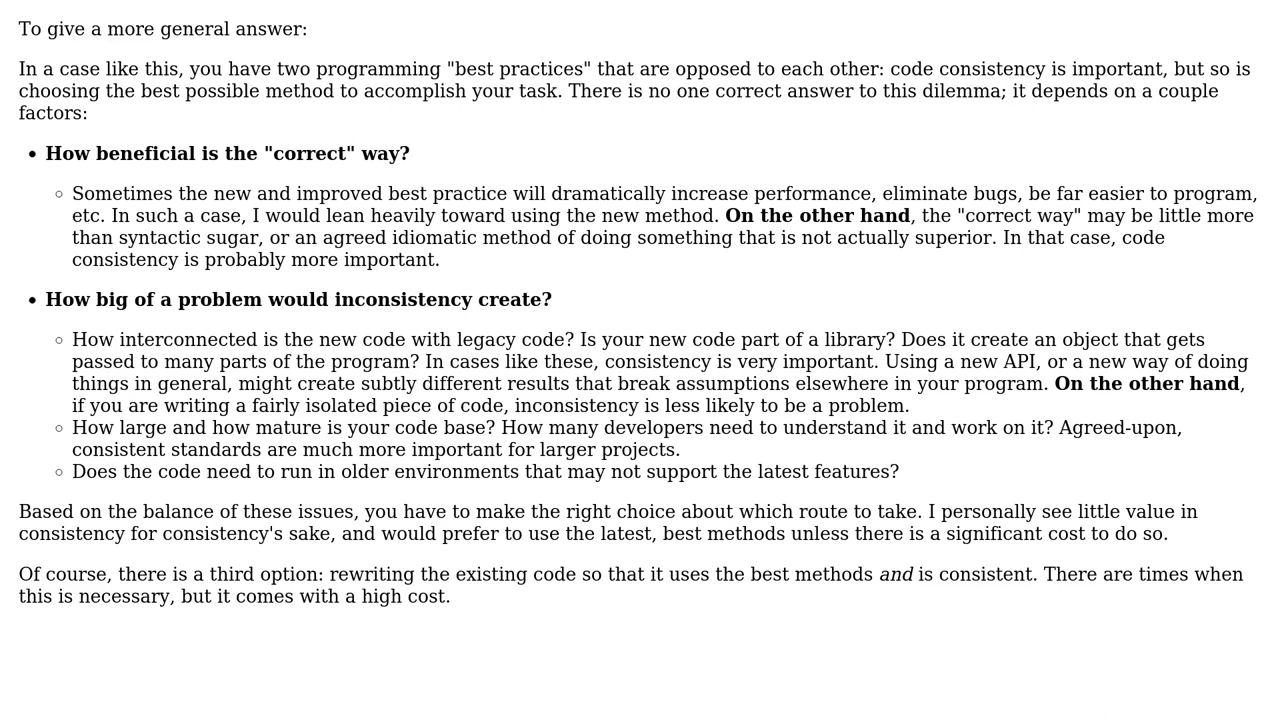 To give a more general answer:
In a case like this, you have two programming "best practices" that are opposed to each other: code consistency is important, but so is
choosing the best possible method to accomplish your task. There is no one correct answer to this dilemma; it depends on a couple
factors:
• How beneficial is the "correct" way?
◦ Sometimes the new and improved best practice will dramatically increase performance, eliminate bugs, be far easier to program,
etc. In such a case, I would lean heavily toward using the new method. On the other hand, the "correct way" may be little more
than syntactic sugar, or an agreed idiomatic method of doing something that is not actually superior. In that case, code
consistency is probably more important.
• How big of a problem would inconsistency create?
◦ How interconnected is the new code with legacy code? Is your new code part of a library? Does it create an object that gets
passed to many parts of the program? In cases like these, consistency is very important. Using a new API, or a new way of doing
things in general, might create subtly different results that break assumptions elsewhere in your program. On the other hand,
if you are writing a fairly isolated piece of code, inconsistency is less likely to be a problem.
◦ How large and how mature is your code base? How many developers need to understand it and work on it? Agreed-upon,
consistent standards are much more important for larger projects.
◦ Does the code need to run in older environments that may not support the latest features?
Based on the balance of these issues, you have to make the right choice about which route to take. I personally see little value in
consistency for consistency's sake, and would prefer to use the latest, best methods unless there is a significant cost to do so.
Of course, there is a third option: rewriting the existing code so that it uses the best methods and is consistent. There are times when
this is necessary, but it comes with a high cost.